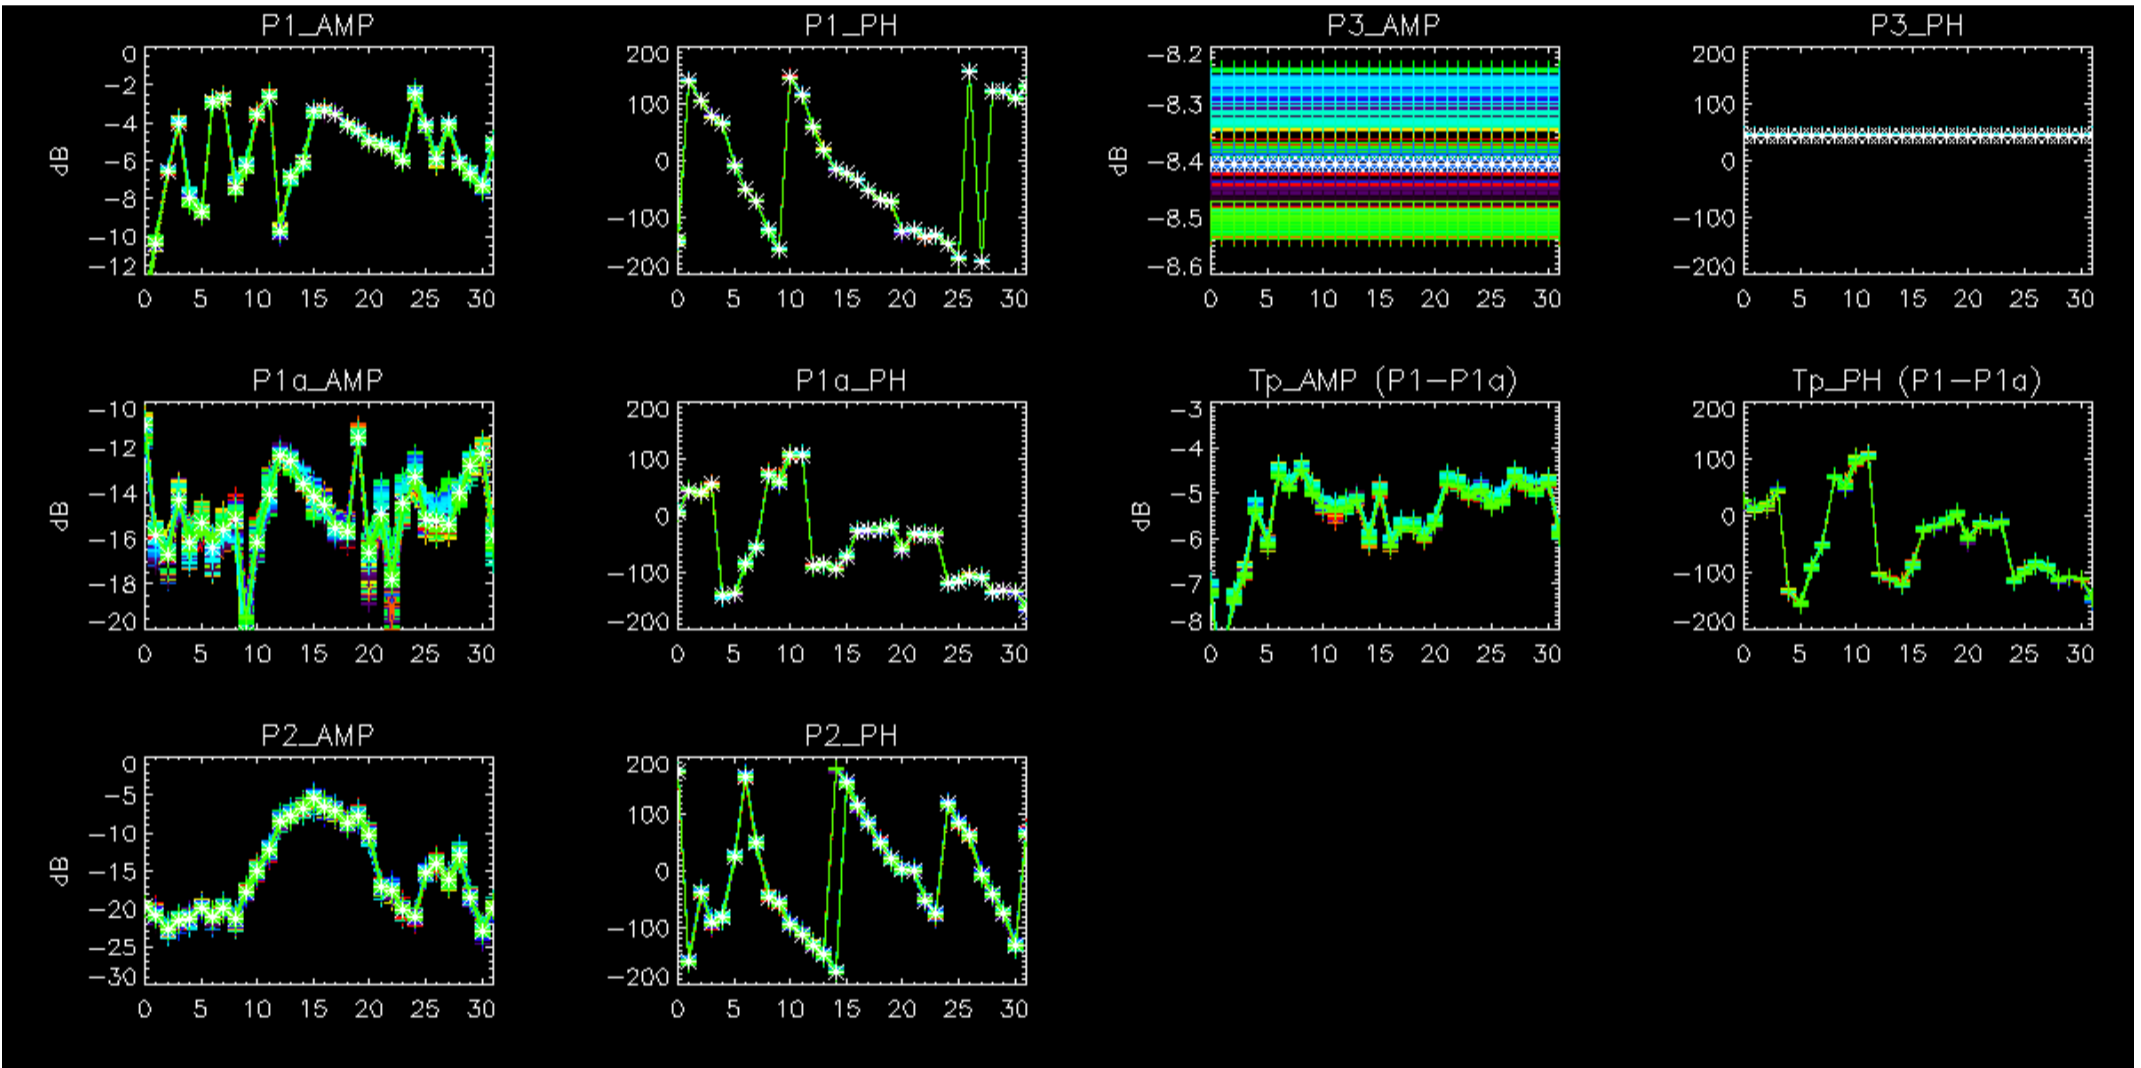 P1_AMP P1_PH P3_AMP P3_PH
0 200 -8.2 200
-2 100 -8.3 100
-4 0 -8.4 0
-6 -100 -8.5 -100
-8 -200 -8.6 -200
-10
-12
dB dB
0 5 10 15 20 25 30 0 5 10 15 20 25 30 0 5 10 15 20 25 30 0 5 10 15 20 25 30
P1a_AMP P1a_PH Tp_AMP (P1-P1a) Tp_PH (P1-P1a)
-10 200 -3 200
-12 100 -4 100
-14 0 -5 0
-16 -100 -6 -100
-18 -200 -7 -200
-20 -8
dB dB
0 5 10 15 20 25 30 0 5 10 15 20 25 30 0 5 10 15 20 25 30 0 5 10 15 20 25 30
P2_AMP P2_PH
0 200
-5 100
-10 0
-15 -100
-20 -200
-25
-30
dB
0 5 10 15 20 25 30 0 5 10 15 20 25 30